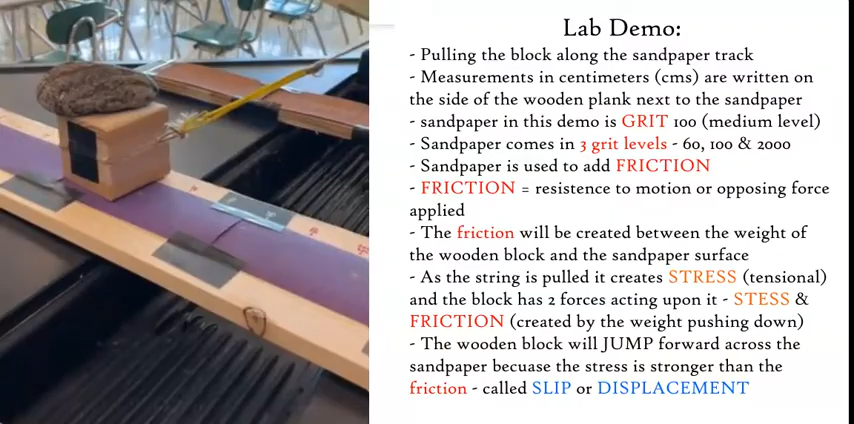 Lab Demo:
- Pulling the block along the sandpaper track
- Measurements in centimeters (cms) are written on
the side of the wooden plank next to the sandpaper
- sandpaper in this demo is GRIT 100 (medium level)
- Sandpaper comes in 3 grit levels - 60, 100 & 2000
- Sandpaper is used to add FRICTION
- FRICTION = resistance to motion or opposing force
applied
- The friction will be created between the weight of
the wooden block and the sandpaper surface
- As the string is pulled it creates STRESS (tensional)
and the block has 2 forces acting upon it - STESS &
FRICTION (created by the weight pushing down)
- The wooden block will JUMP forward across the
sandpaper becuase the stress is stronger than the
friction - called SLIP or DISPLACEMENT